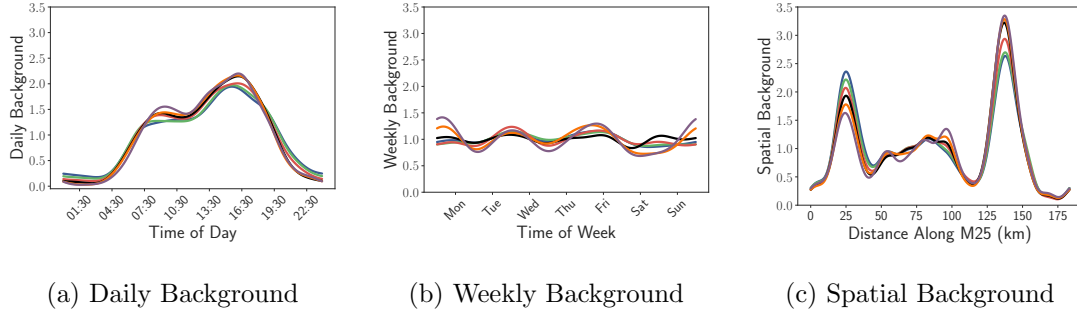 3.5
3.0
2.5
2.0
1.5
1.0
0.5
0.0
Daily Background
01:30
04:30
07:30
10:30
13:30
16:30
19:30
22:30
Time of Day
3.5
3.0
2.5
2.0
1.5
1.0
0.5
0.0
Weekly Background
Mon
Tue
Wed
Thu
Fri
Sat
Sun
Time of Week
3.5
3.0
2.5
2.0
1.5
1.0
0.5
0.0
Spatial Background
0
25
50
75
100
125
150
175
Distance Along M25 (km)
(a) Daily Background
(b) Weekly Background
(c) Spatial Background